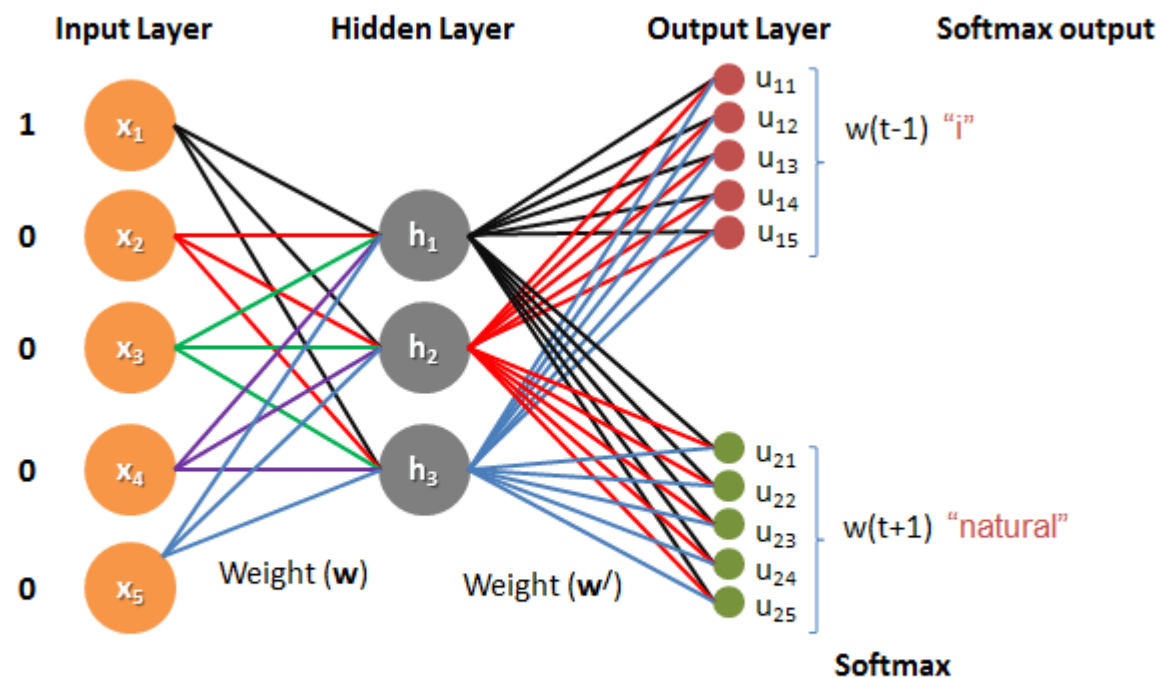 Input Layer Hidden Layer Output Layer Softmax output
1 x₁
0 x₂
0 x₃
0 x₄
0 x₅
h₁
h₂
h₃
u₁₁
u₁₂
u₁₃
u₁₄
u₁₅
w(t-1) “i”
u₂₁
u₂₂
u₂₃
u₂₄
u₂₅
w(t+1) “natural”
Weight (w) Weight (w′)
Softmax